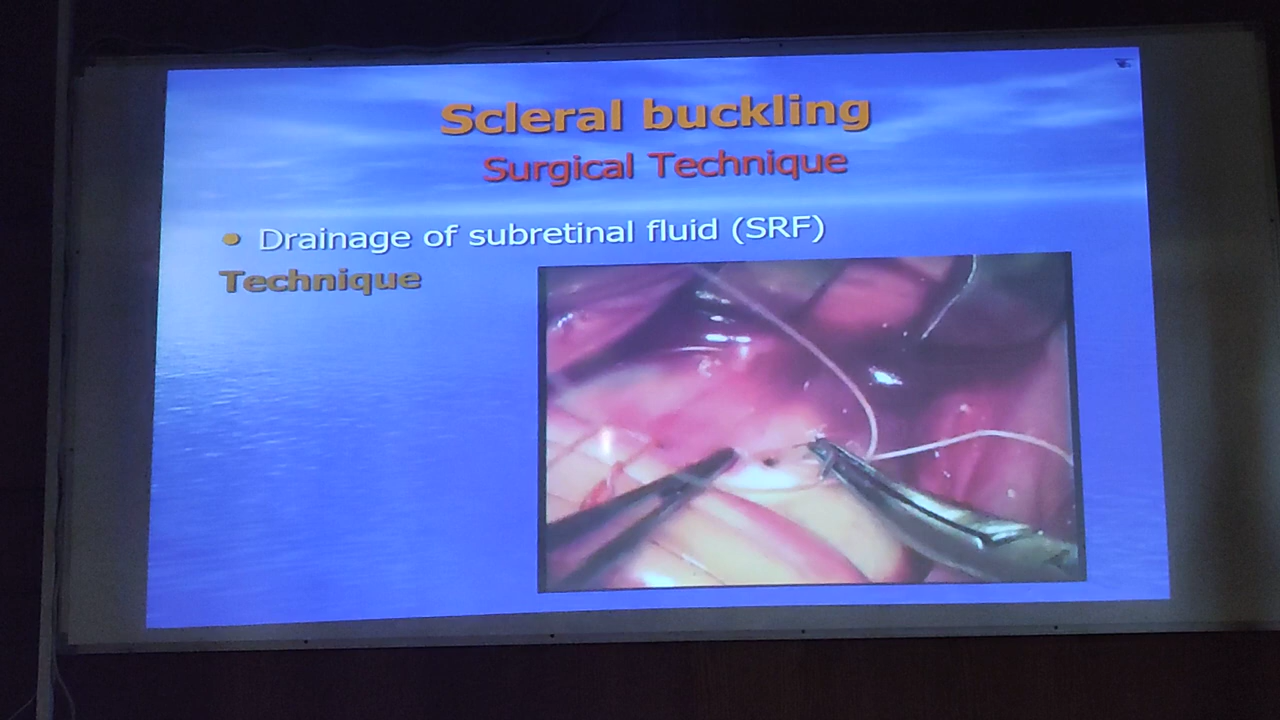 Scleral buckling
Surgical Technique
• Drainage of subretinal fluid (SRF)
Technique